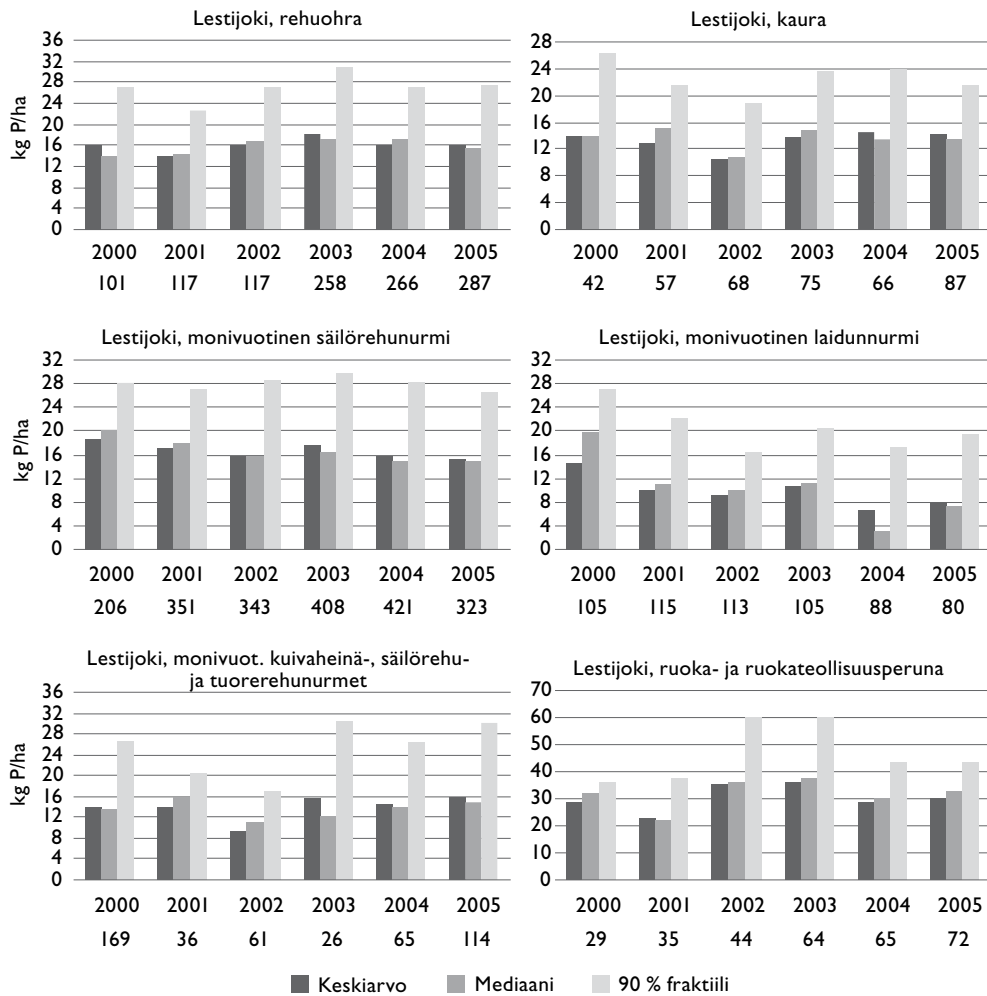 Lestijoki, rehuohra
kg P/ha
36
32
28
24
20
16
12
8
4
0
2000 2001 2002 2003 2004 2005
101 117 117 258 266 287
Lestijoki, kaura
28
24
20
16
12
8
4
0
2000 2001 2002 2003 2004 2005
42 57 68 75 66 87
Lestijoki, monivuotinen säilörehunurmi
kg P/ha
32
28
24
20
16
12
8
4
0
2000 2001 2002 2003 2004 2005
206 351 343 408 421 323
Lestijoki, monivuotinen laidunnurmi
32
28
24
20
16
12
8
4
0
2000 2001 2002 2003 2004 2005
105 115 113 105 88 80
Lestijoki, monivuot. kuivaheinä-, säilörehu-
ja tuorerehunurmet
kg P/ha
36
32
28
24
20
16
12
8
4
0
2000 2001 2002 2003 2004 2005
169 36 61 26 65 114
Lestijoki, ruoka- ja ruokateollisuusperuna
70
60
50
40
30
20
10
0
2000 2001 2002 2003 2004 2005
29 35 44 64 65 72
Keskiarvo Mediaani 90 % fraktiili